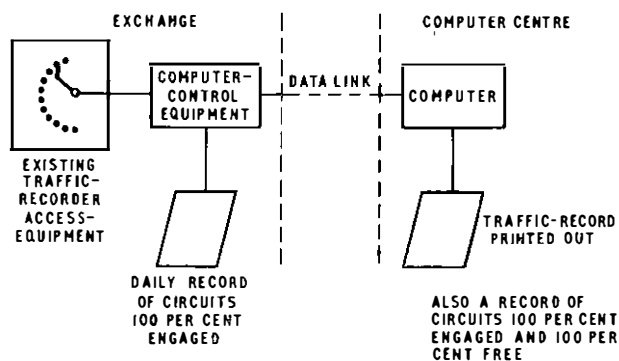 EXCHANGE
COMPUTER CENTRE
COMPUTER-
CONTROL
EQUIPMENT
DATA LINK
COMPUTER
EXISTING
TRAFFIC-
RECORDER
ACCESS-
EQUIPMENT
DAILY RECORD
OF CIRCUITS
100 PER CENT
ENGAGED
TRAFFIC-RECORD
PRINTED OUT
ALSO A RECORD OF
CIRCUITS 100 PER CENT
ENGAGED AND 100 PER
CENT FREE